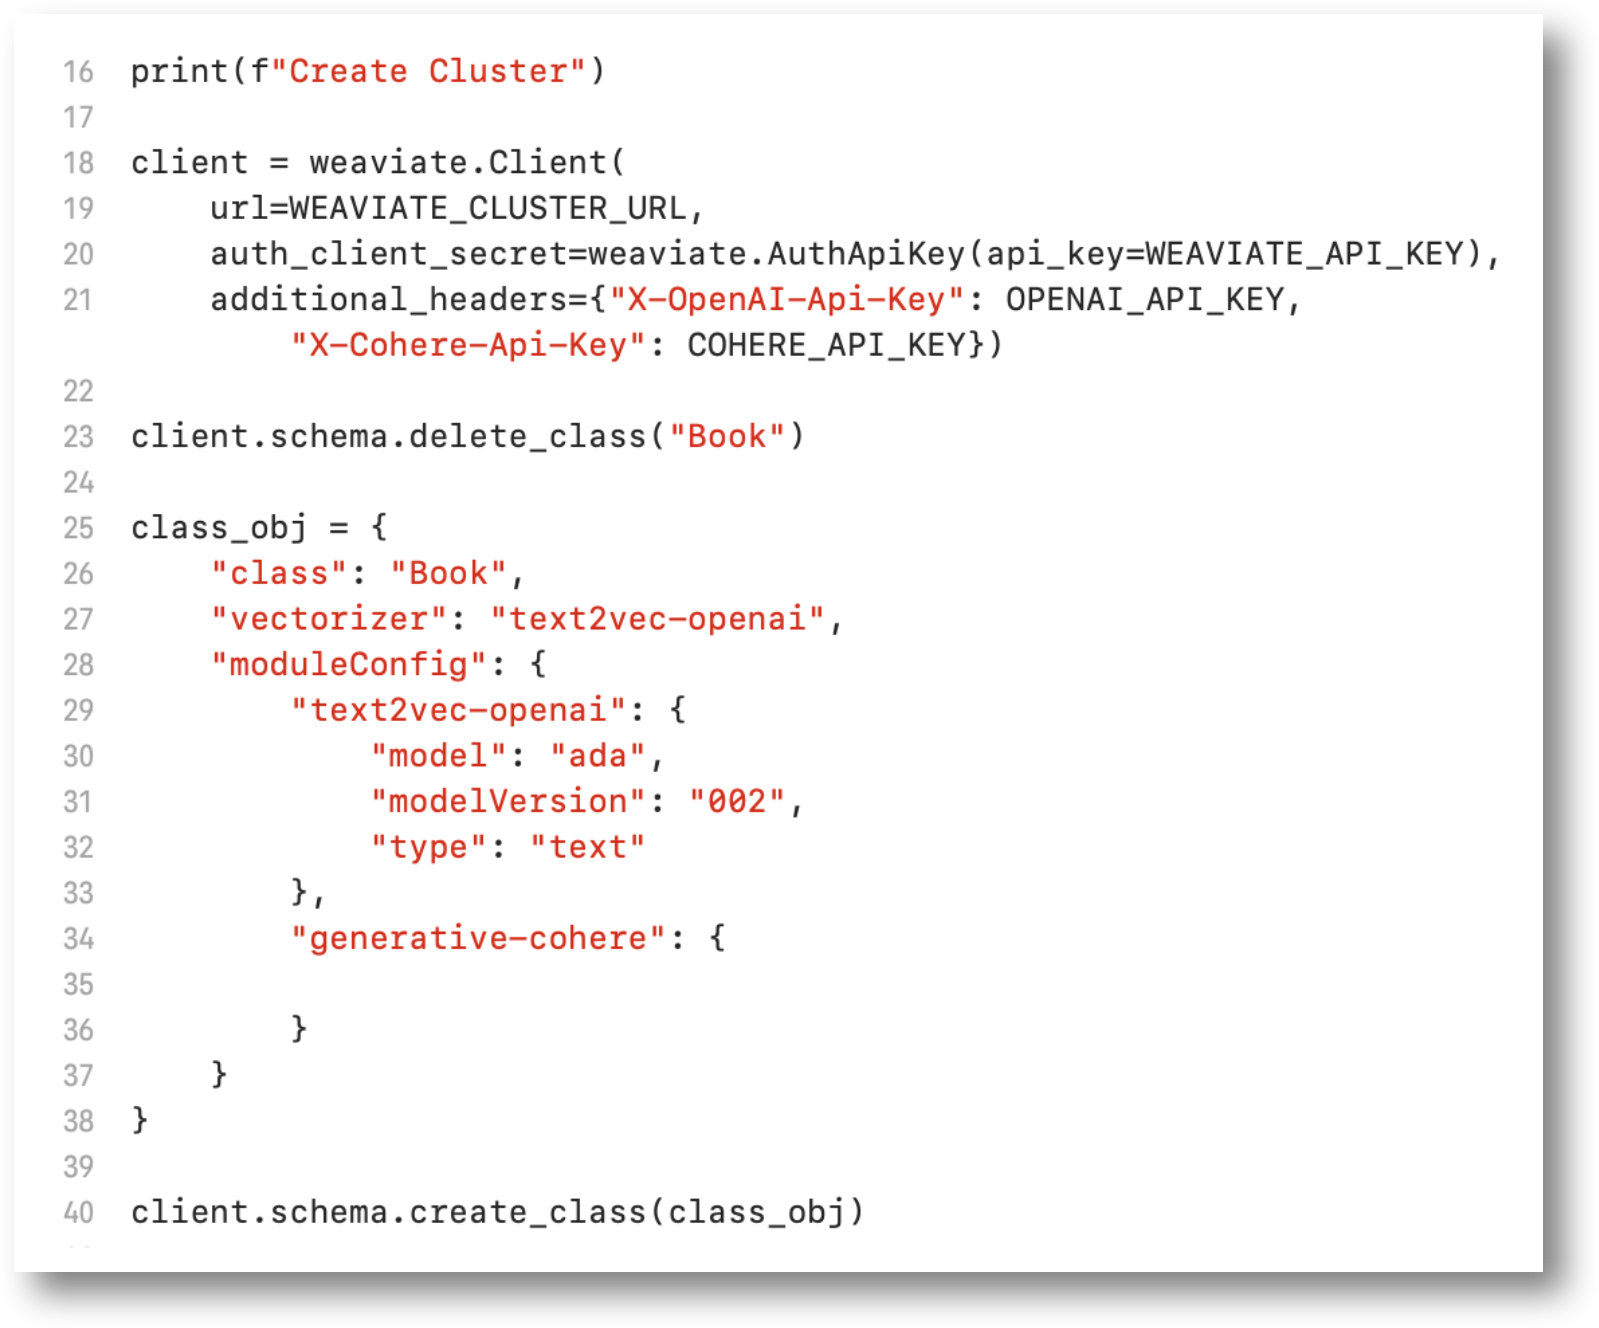 16 print(f"Create Cluster")
17
18 client = weaviate.Client(
19     url=WEAVIATE_CLUSTER_URL,
20     auth_client_secret=weaviate.AuthApiKey(api_key=WEAVIATE_API_KEY),
21     additional_headers={"X-OpenAI-Api-Key": OPENAI_API_KEY,
        "X-Cohere-Api-Key": COHERE_API_KEY})
22
23 client.schema.delete_class("Book")
24
25 class_obj = {
26     "class": "Book",
27     "vectorizer": "text2vec-openai",
28     "moduleConfig": {
29         "text2vec-openai": {
30             "model": "ada",
31             "modelVersion": "002",
32             "type": "text"
33         },
34         "generative-cohere": {
35
36         }
37     }
38 }
39
40 client.schema.create_class(class_obj)